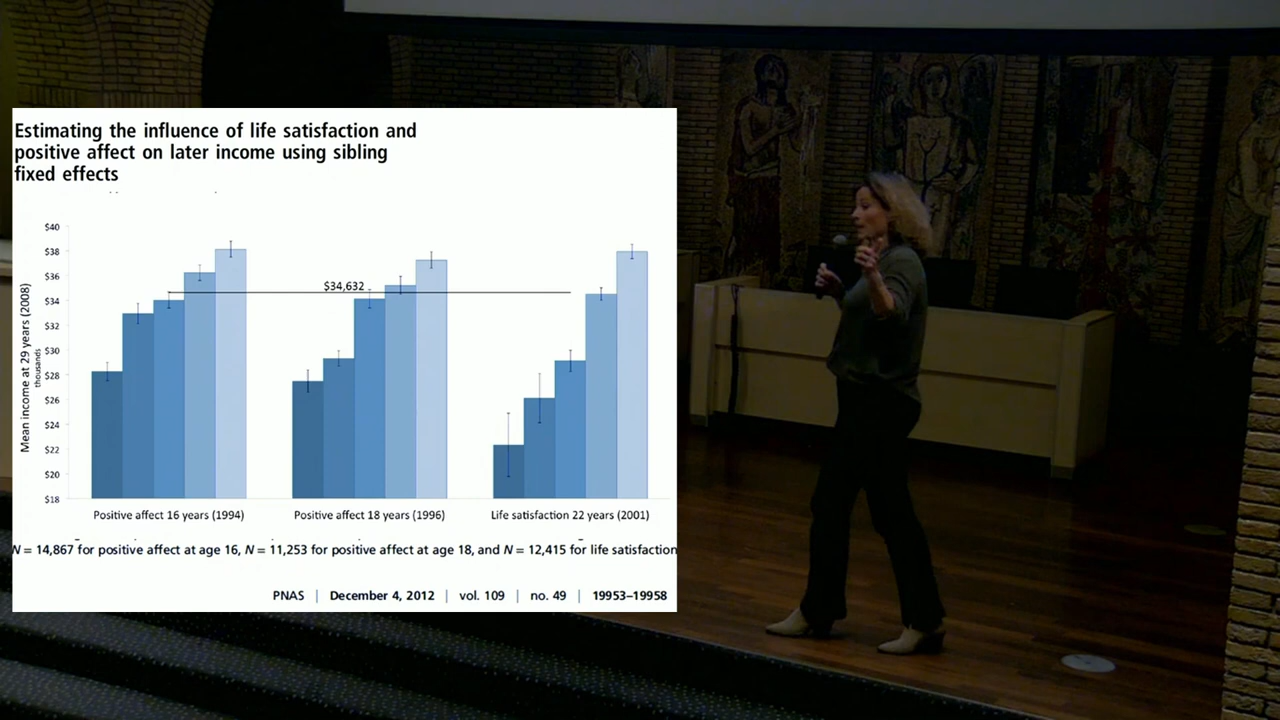 Estimating the influence of life satisfaction and
positive affect on later income using sibling
fixed effects
$40
$38
$36
$34
$32
$30
$28
$26
$24
$22
$20
$18
Mean income at 29 years (2008)
thousands
$34,632
Positive affect 16 years (1994)
Positive affect 18 years (1996)
Life satisfaction 22 years (2001)
N = 14,867 for positive affect at age 16, N = 11,253 for positive affect at age 18, and N = 12,415 for life satisfaction
PNAS | December 4, 2012 | vol. 109 | no. 49 | 19953–19958